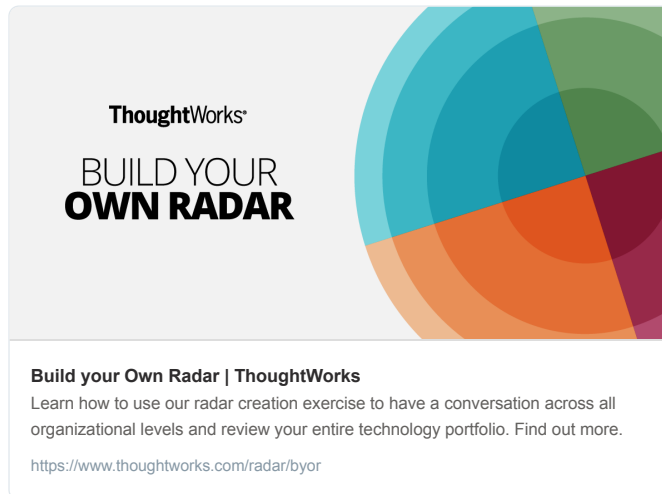 ThoughtWorks®
BUILD YOUR
OWN RADAR
Build your Own Radar | ThoughtWorks
Learn how to use our radar creation exercise to have a conversation across all
organizational levels and review your entire technology portfolio. Find out more.
https://www.thoughtworks.com/radar/byor